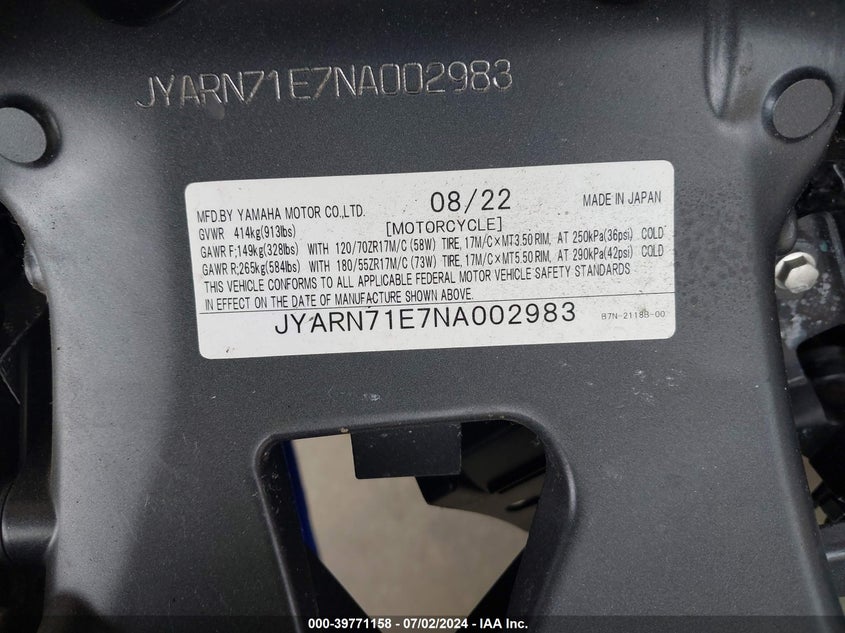 JYARN71E7NA002983
MFD.BY YAMAHA MOTOR CO.,LTD. 08/22 MADE IN JAPAN
GVWR 414kg(913lbs) [MOTORCYCLE]
GAWR F;149kg(328lbs) WITH 120/70ZR17M/C (58W) TIRE, 17M/C×MT3.50 RIM, AT 250kPa(36psi) COLD
GAWR R;265kg(584lbs) WITH 180/55ZR17M/C (73W) TIRE, 17M/C×MT5.50 RIM, AT 290kPa(42psi) COLD
THIS VEHICLE CONFORMS TO ALL APPLICABLE FEDERAL MOTOR VEHICLE SAFETY STANDARDS
IN EFFECT ON THE DATE OF MANUFACTURE SHOWN ABOVE.
JYARN71E7NA002983 B7N-2118B-00
000-39771158 - 07/02/2024 - IAA Inc.